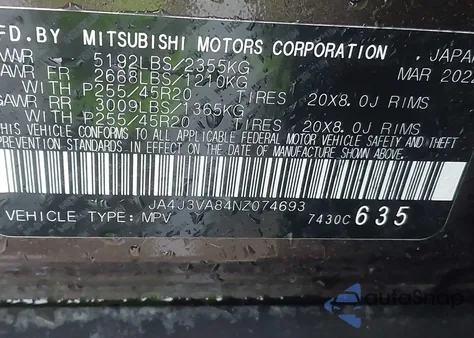 MFD.BY MITSUBISHI MOTORS CORPORATION JAPAN
5192LBS/2355KG MAR 2022
GAWR FR 2668LBS/1210KG
WITH P255/45R20 TIRES 20X8.0J RIMS
GAWR RR 3009LBS/1365KG
WITH P255/45R20 TIRES 20X8.0J RIMS
THIS VEHICLE CONFORMS TO ALL APPLICABLE FEDERAL MOTOR VEHICLE SAFETY AND THEFT
PREVENTION STANDARDS IN EFFECT ON THE DATE OF MANUFACTURE SHOWN ABOVE.
JA4J3VA84NZ074693
VEHICLE TYPE: MPV 7430C 635
autoSnap